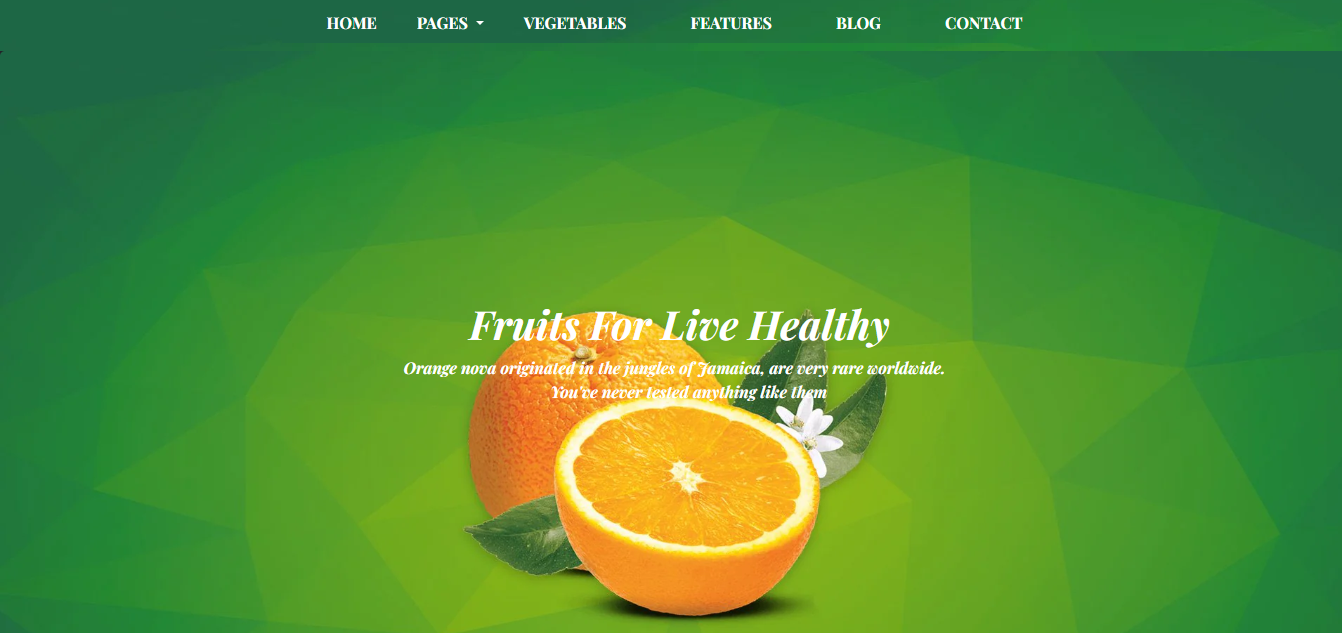 HOME PAGES VEGETABLES FEATURES BLOG CONTACT
Fruits For Live Healthy
Orange nova originated in the jungles of Jamaica, are very rare worldwide.
You've never tested anything like them